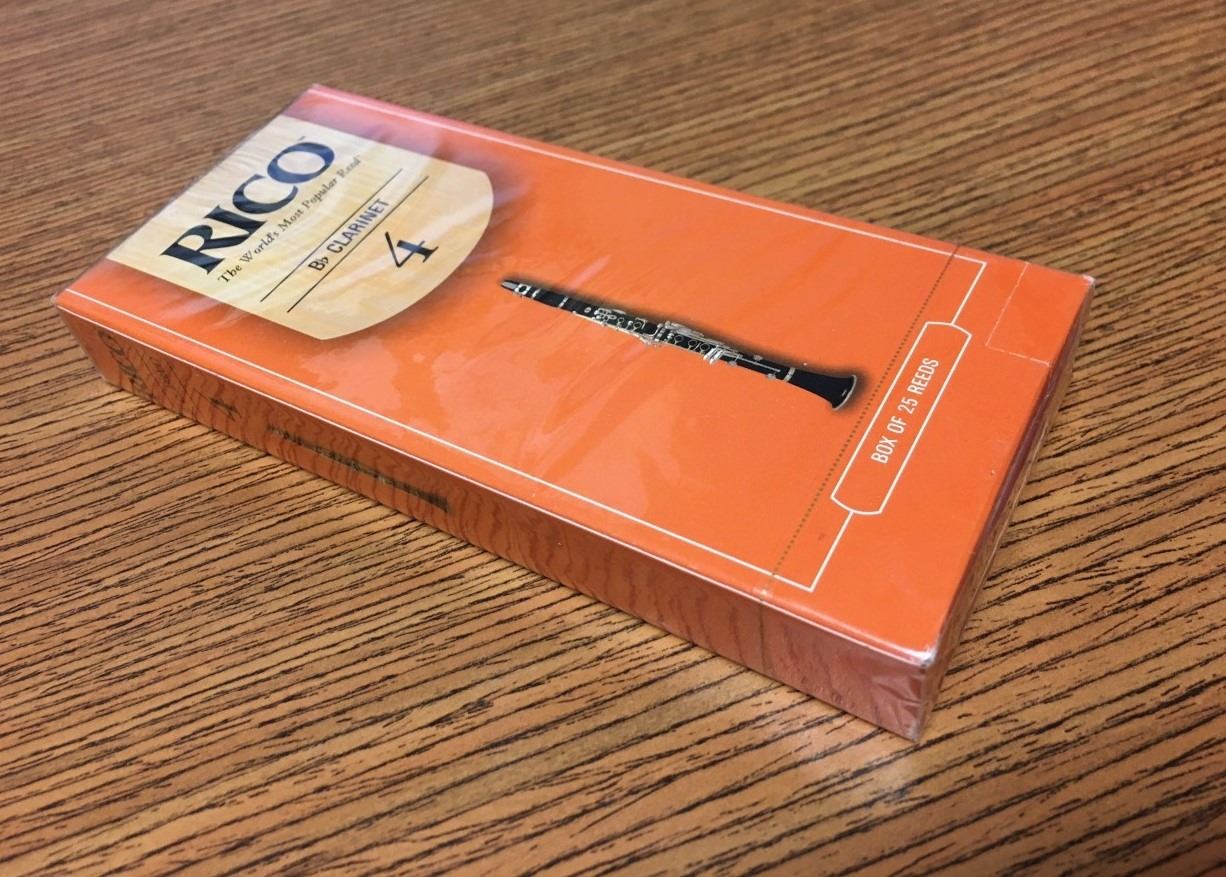 RICO
The World's Most Popular Reed
B♭ CLARINET
4
BOX OF 25 REEDS